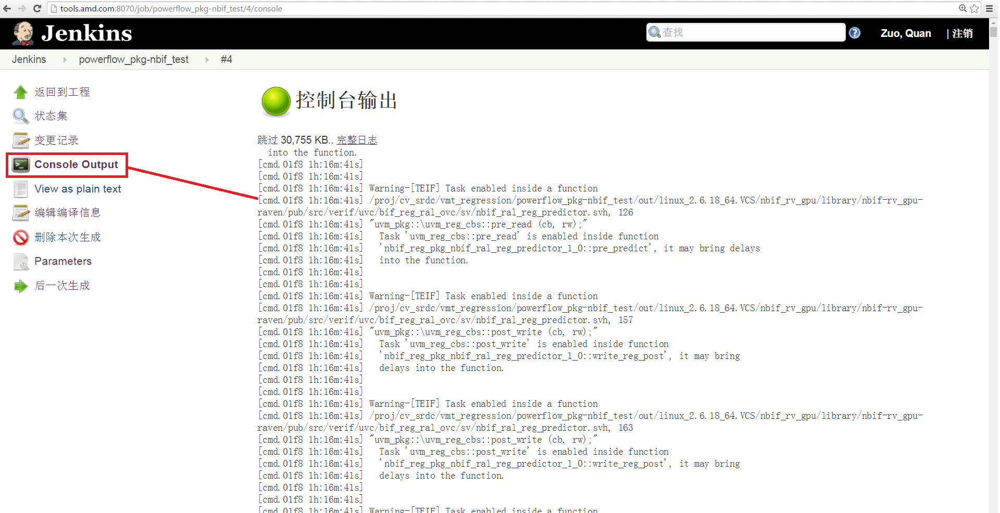 tools.amd.com:8070/job/powerflow_pkg-nbif_test/4/console
Jenkins
查找
Zuo, Quan
| 注销
Jenkins
powerflow_pkg-nbif_test
#4
返回到工程
状态集
变更记录
Console Output
View as plain text
编辑编译信息
删除本次生成
Parameters
后一次生成
控制台输出
跳过 30,755 KB.. 完整日志
into the function.
[cmd.01f8 1h:16m:41s]
[cmd.01f8 1h:16m:41s]
[cmd.01f8 1h:16m:41s] Warning-[TEIF] Task enabled inside a function
[cmd.01f8 1h:16m:41s] /proj/cv_srdc/vmt_regression/powerflow_pkg-nbif_test/out/linux_2.6.18_64.VCS/nbif_rv_gpu/library/nbif-rv_gpu-
raven/pub/src/verif/uvc/bif_reg_ral_ovc/sv/nbif_ral_reg_predictor.svh, 126
[cmd.01f8 1h:16m:41s] "uvm_pkg::\uvm_reg_cbs::pre_read (cb, rw);"
[cmd.01f8 1h:16m:41s]   Task 'uvm_reg_cbs::pre_read' is enabled inside function
[cmd.01f8 1h:16m:41s]   'nbif_reg_pkg_nbif_ral_reg_predictor_1_0::pre_predict', it may bring delays
[cmd.01f8 1h:16m:41s]   into the function.
[cmd.01f8 1h:16m:41s]
[cmd.01f8 1h:16m:41s]
[cmd.01f8 1h:16m:41s] Warning-[TEIF] Task enabled inside a function
[cmd.01f8 1h:16m:41s] /proj/cv_srdc/vmt_regression/powerflow_pkg-nbif_test/out/linux_2.6.18_64.VCS/nbif_rv_gpu/library/nbif-rv_gpu-
raven/pub/src/verif/uvc/bif_reg_ral_ovc/sv/nbif_ral_reg_predictor.svh, 157
[cmd.01f8 1h:16m:41s] "uvm_pkg::\uvm_reg_cbs::post_write (cb, rw);"
[cmd.01f8 1h:16m:41s]   Task 'uvm_reg_cbs::post_write' is enabled inside function
[cmd.01f8 1h:16m:41s]   'nbif_reg_pkg_nbif_ral_reg_predictor_1_0::write_reg_post', it may bring
[cmd.01f8 1h:16m:41s]   delays into the function.
[cmd.01f8 1h:16m:41s]
[cmd.01f8 1h:16m:41s]
[cmd.01f8 1h:16m:41s] Warning-[TEIF] Task enabled inside a function
[cmd.01f8 1h:16m:41s] /proj/cv_srdc/vmt_regression/powerflow_pkg-nbif_test/out/linux_2.6.18_64.VCS/nbif_rv_gpu/library/nbif-rv_gpu-
raven/pub/src/verif/uvc/bif_reg_ral_ovc/sv/nbif_ral_reg_predictor.svh, 163
[cmd.01f8 1h:16m:41s] "uvm_pkg::\uvm_reg_cbs::post_write (cb, rw);"
[cmd.01f8 1h:16m:41s]   Task 'uvm_reg_cbs::post_write' is enabled inside function
[cmd.01f8 1h:16m:41s]   'nbif_reg_pkg_nbif_ral_reg_predictor_1_0::write_reg_post', it may bring
[cmd.01f8 1h:16m:41s]   delays into the function.
[cmd.01f8 1h:16m:41s]
[cmd.01f8 1h:16m:41s]
[cmd.01f8 1h:16m:41s] Warning-[TEIF] Task enabled inside a function